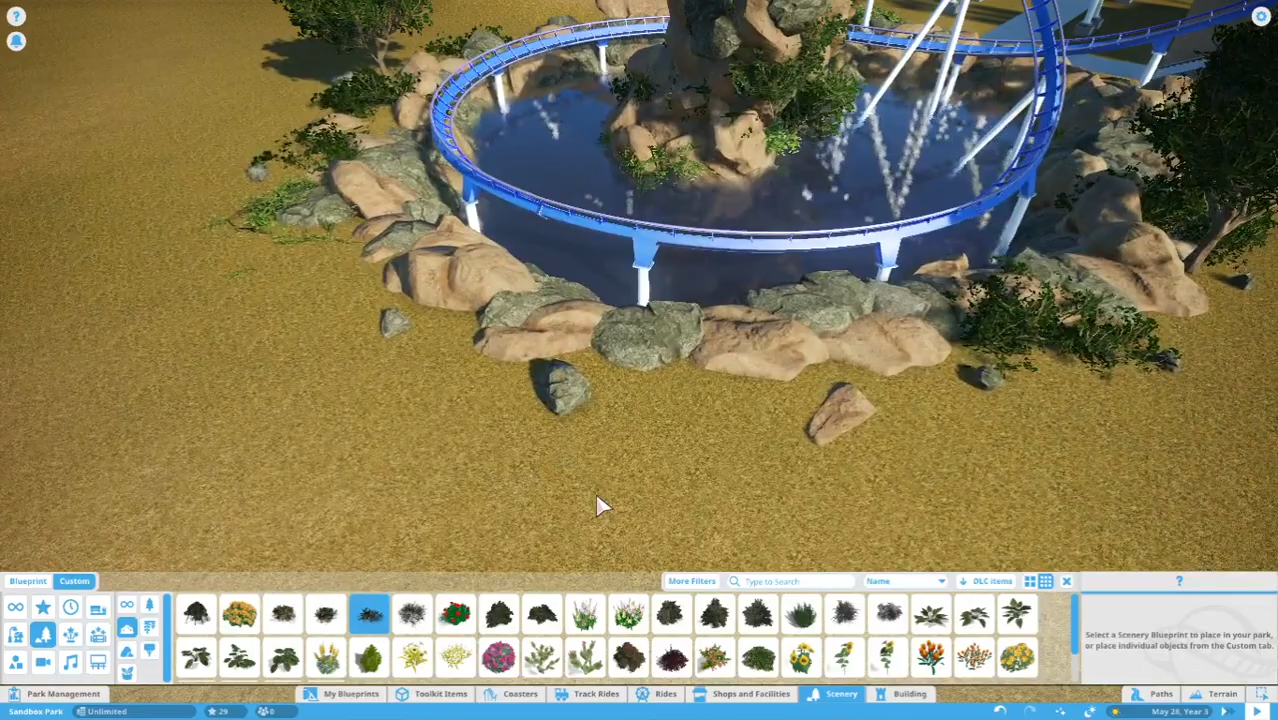 Blueprint
Custom
More Filters
Type to Search
Name
DLC items
?
Select a Scenery Blueprint to place in your park,
or place individual objects from the Custom tab.
Park Management
My Blueprints
Toolkit Items
Coasters
Track Rides
Rides
Shops and Facilities
Scenery
Building
Paths
Terrain
Sandbox Park
Unlimited
29
0
May 28, Year 3